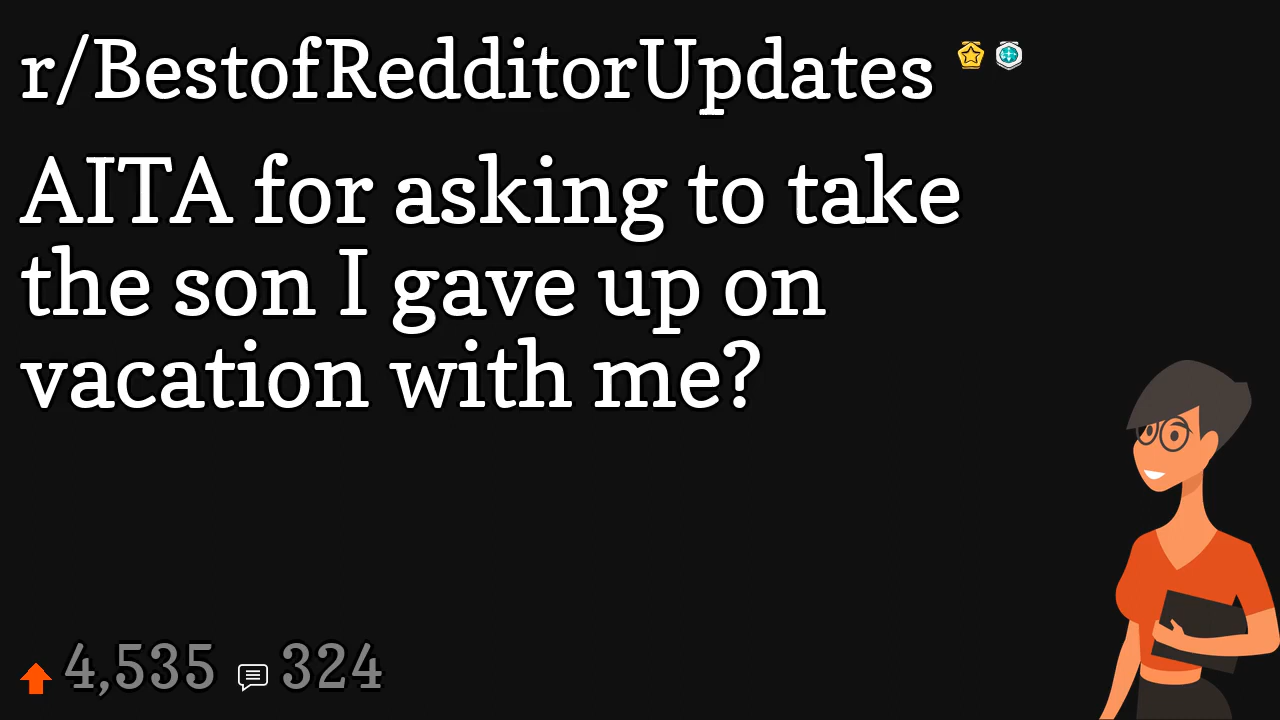 r/BestofRedditorUpdates
AITA for asking to take
the son I gave up on
vacation with me?
4,535 324